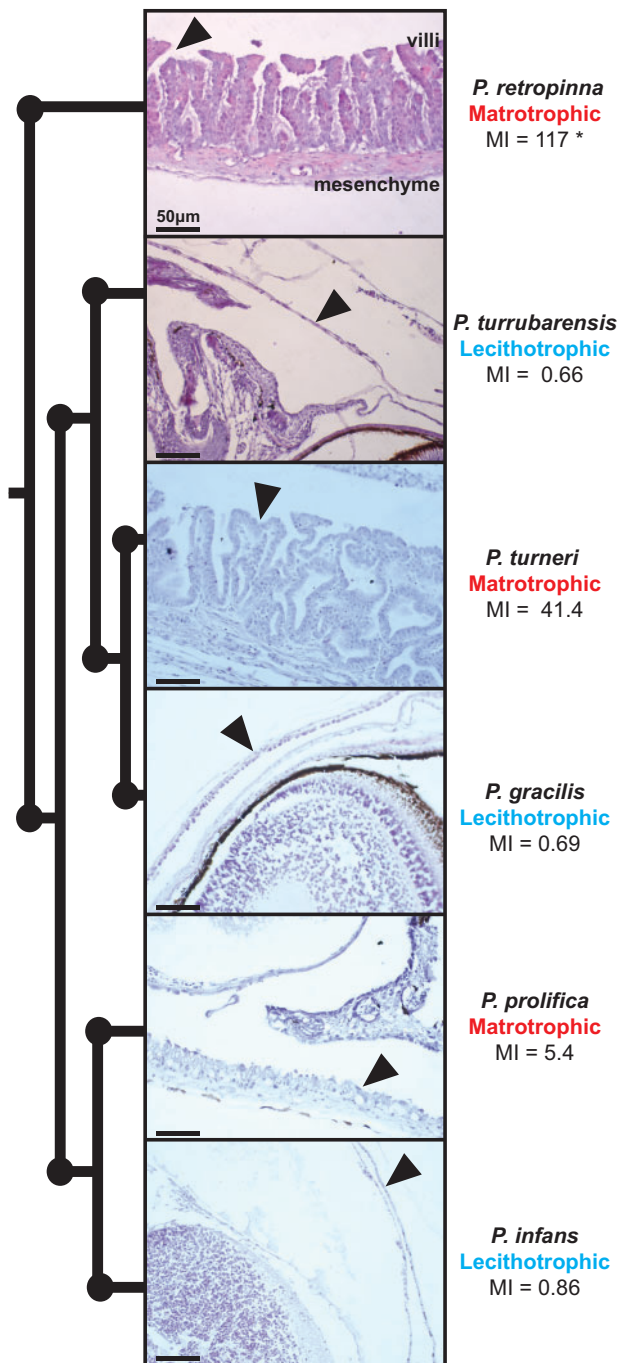 villi
mesenchyme
50µm
P. retropinna
Matrotrophic
MI = 117 *
P. turrubarensis
Lecithotrophic
MI = 0.66
P. turneri
Matrotrophic
MI = 41.4
P. gracilis
Lecithotrophic
MI = 0.69
P. prolifica
Matrotrophic
MI = 5.4
P. infans
Lecithotrophic
MI = 0.86